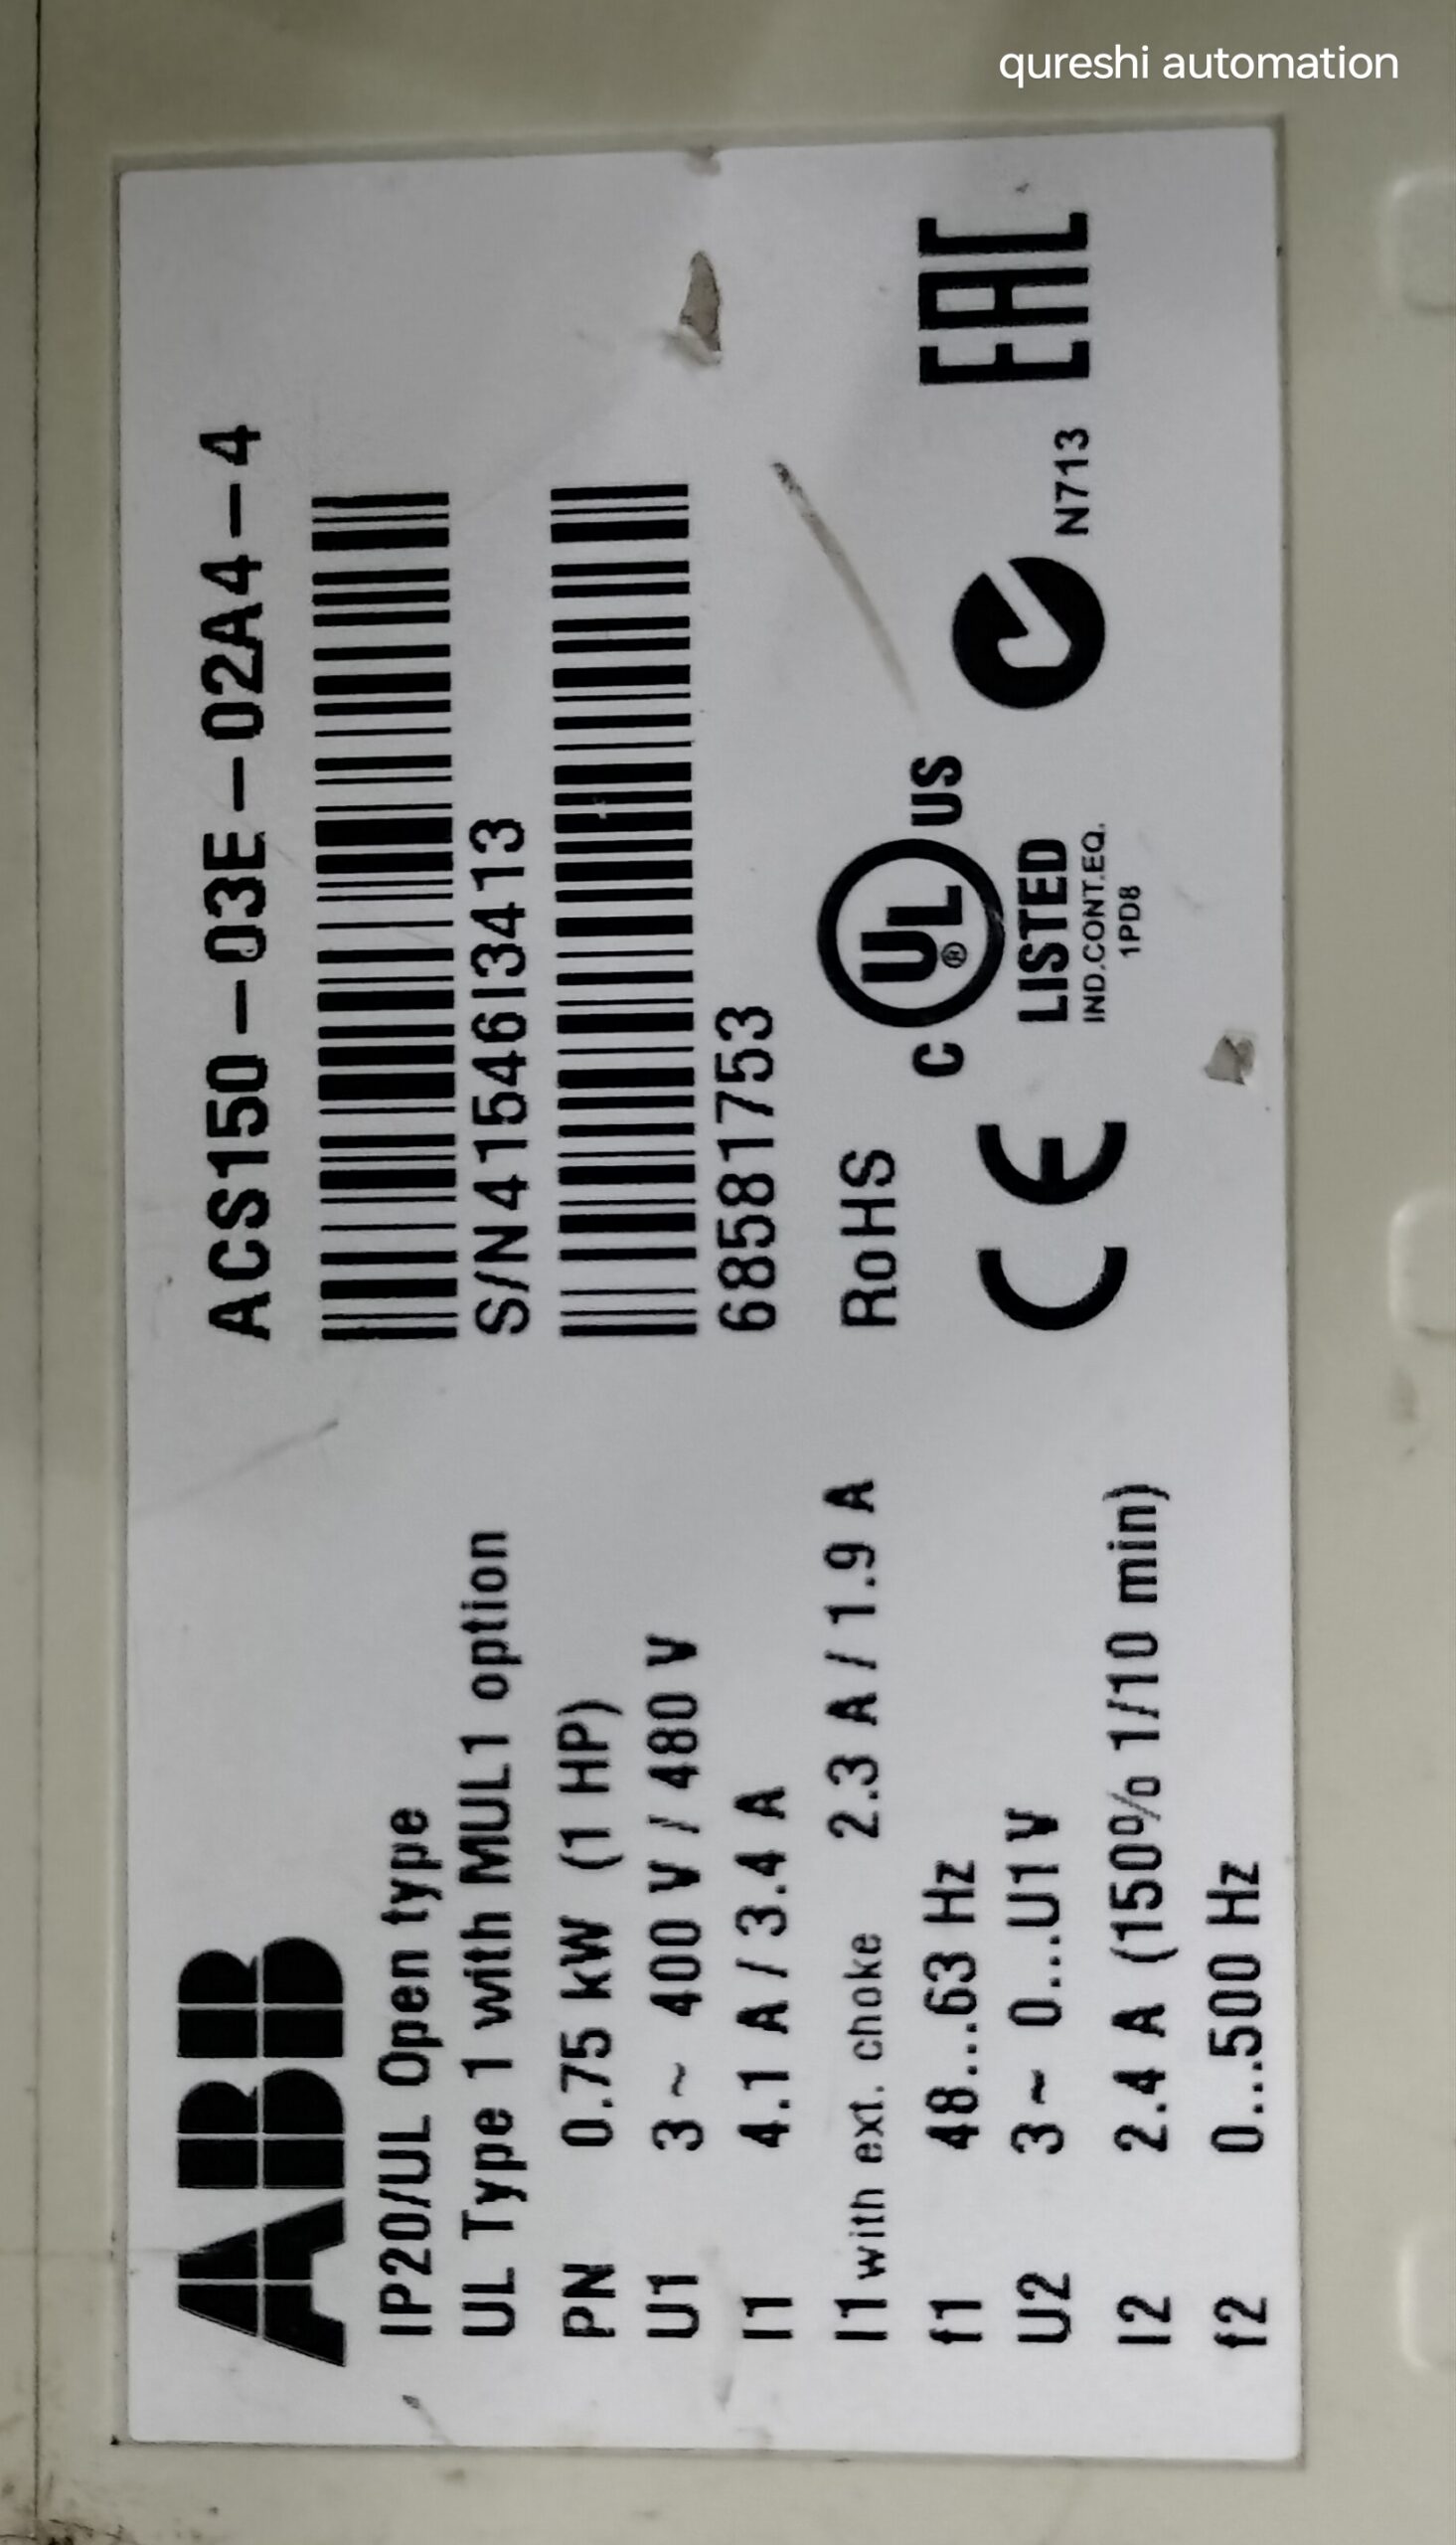 qureshi automation
ABB
IP20/UL Open type
UL Type 1 with MUL1 option
PN 0.75 kW (1 HP)
U1 3 ~ 400 V / 480 V
I1 4.1 A / 3.4 A
I1 with ext. choke 2.3 A / 1.9 A
f1 48...63 Hz
U2 3 ~ 0...U1 V
I2 2.4 A (150% 1/10 min)
f2 0...500 Hz
ACS150-03E-02A4-4
S/N41546I3413
68581753
RoHS
CE
C UL ® US
LISTED
IND.CONT.EQ.
1PD8
N713
EAC